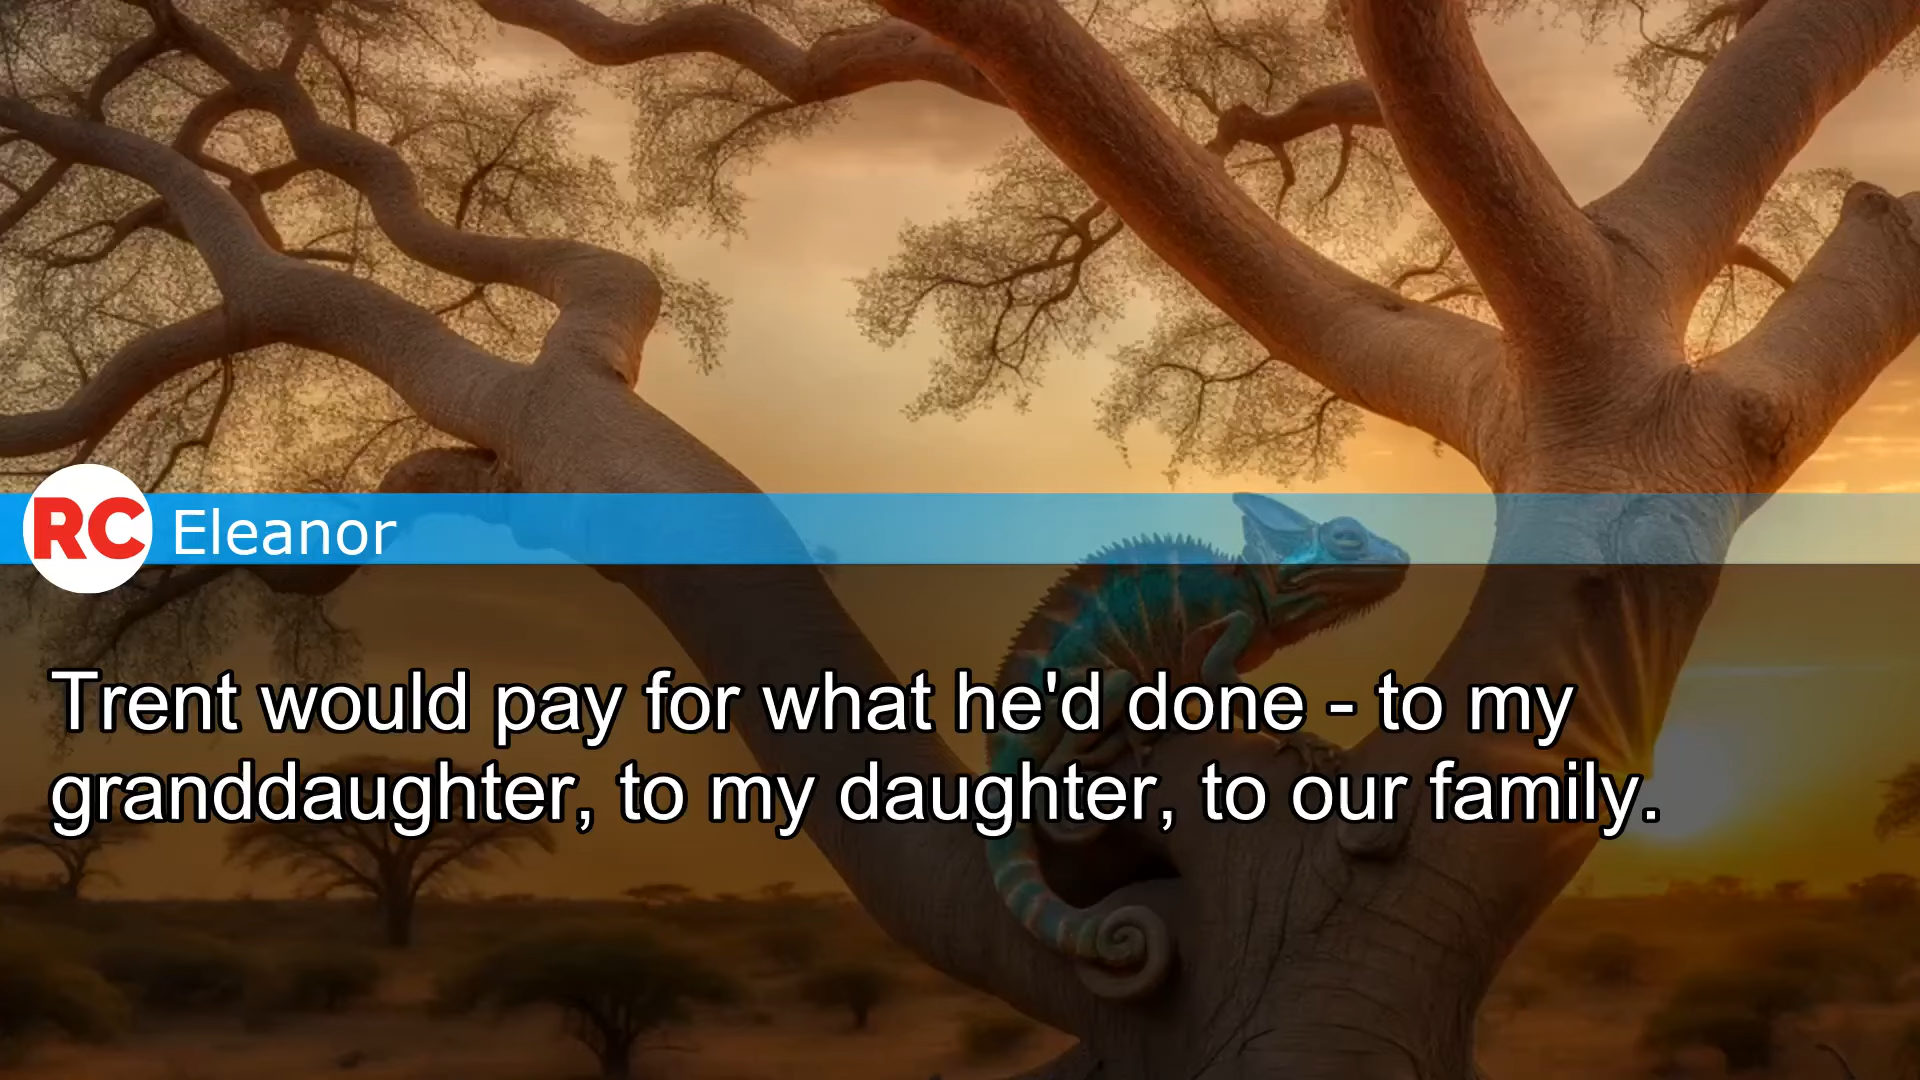 RC Eleanor
Trent would pay for what he'd done - to my
granddaughter, to my daughter, to our family.